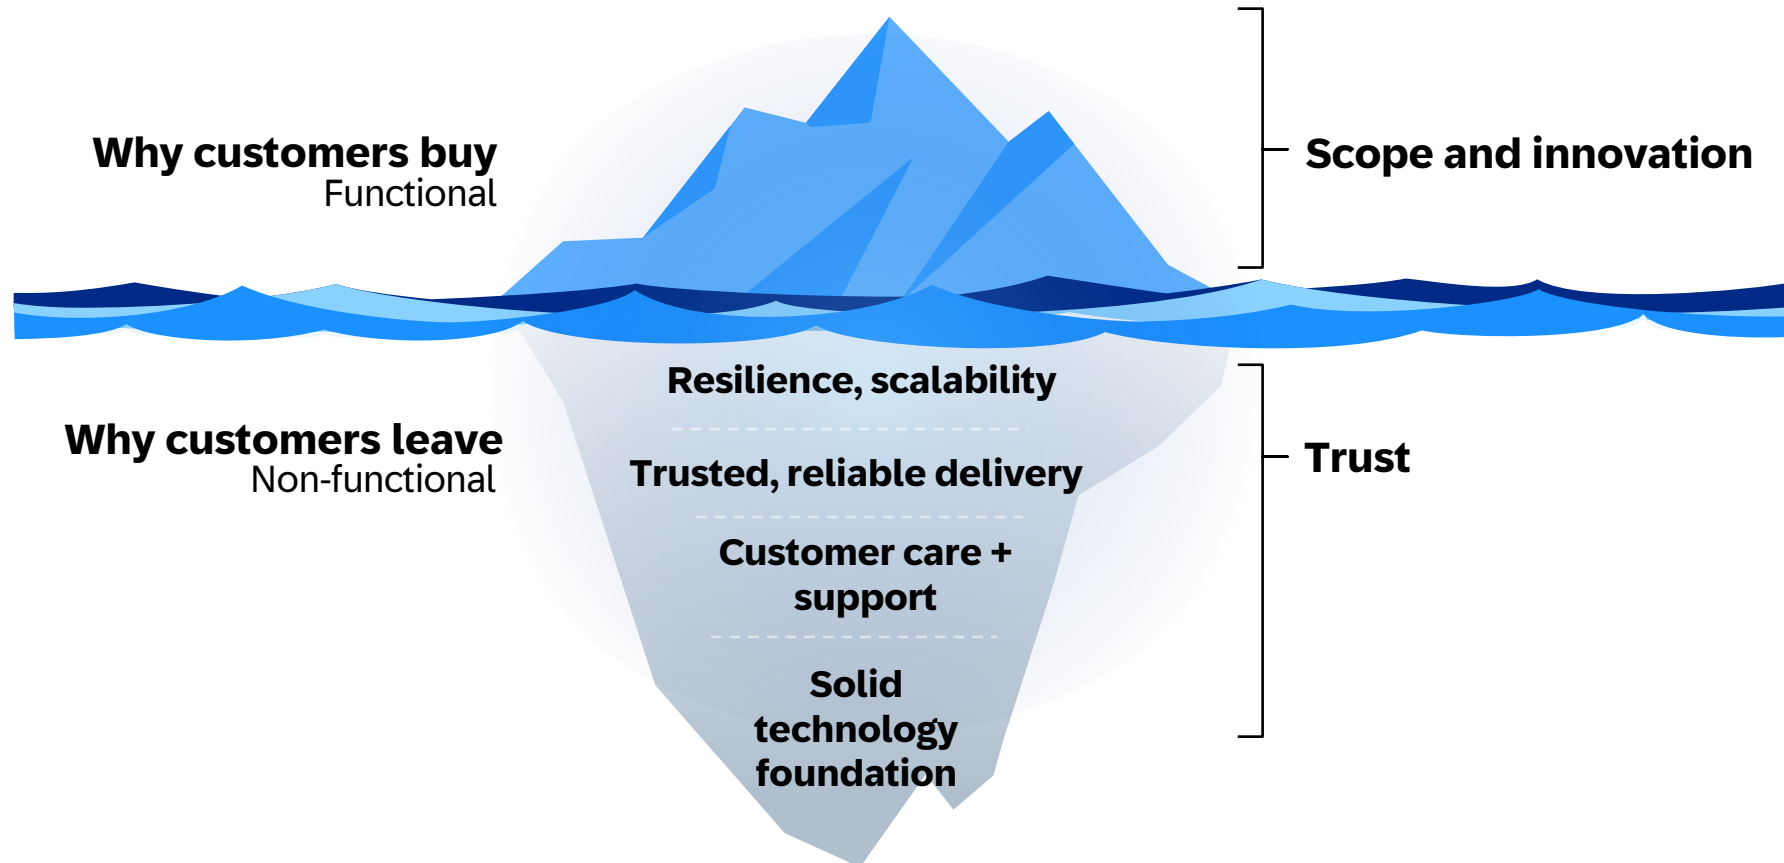 Why customers buy
Functional
Scope and innovation
Resilience, scalability
Why customers leave
Non-functional
Trusted, reliable delivery
Trust
Customer care +
support
Solid
technology
foundation